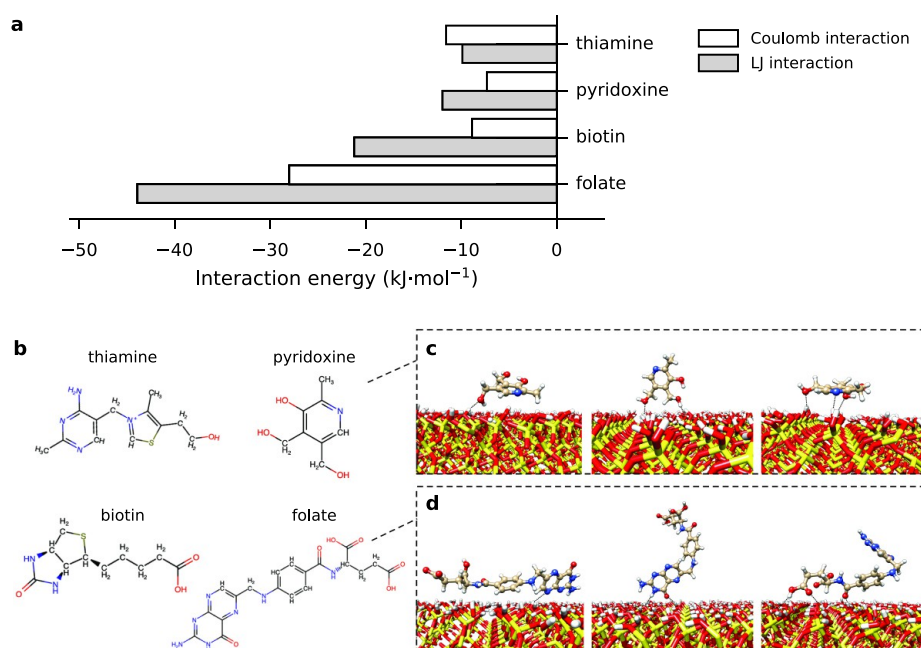 a
thiamine
pyridoxine
biotin
folate
Coulomb interaction
LJ interaction
−50 −40 −30 −20 −10 0
Interaction energy (kJ·mol⁻¹)
b
thiamine
pyridoxine
c
biotin
folate
d